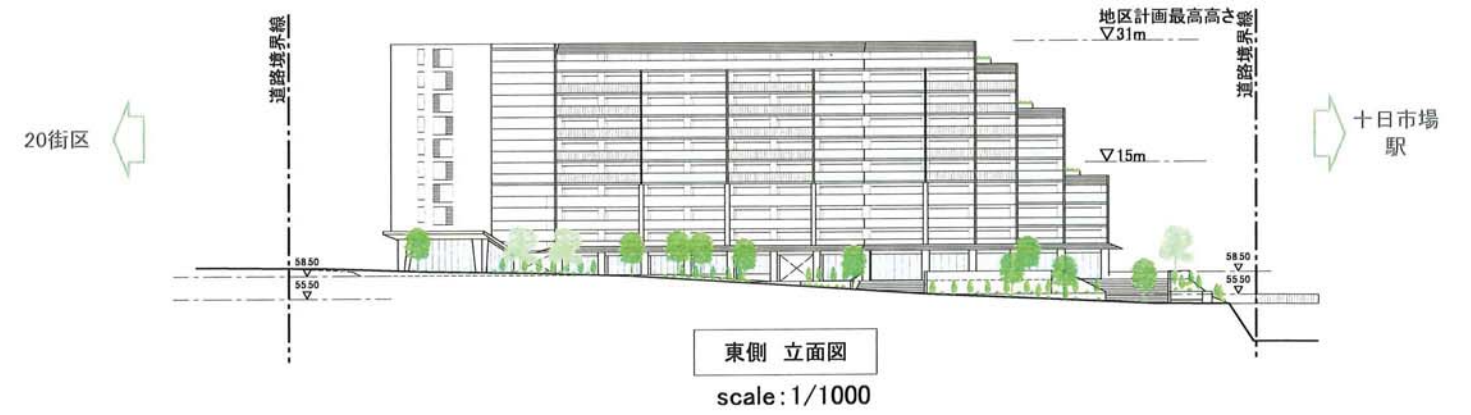 地区計画最高高さ
▽31m
道路境界線
道路境界線
20街区
十日市場
駅
▽15m
58.50
55.50
58.50
55.50
東側 立面図
scale:1/1000